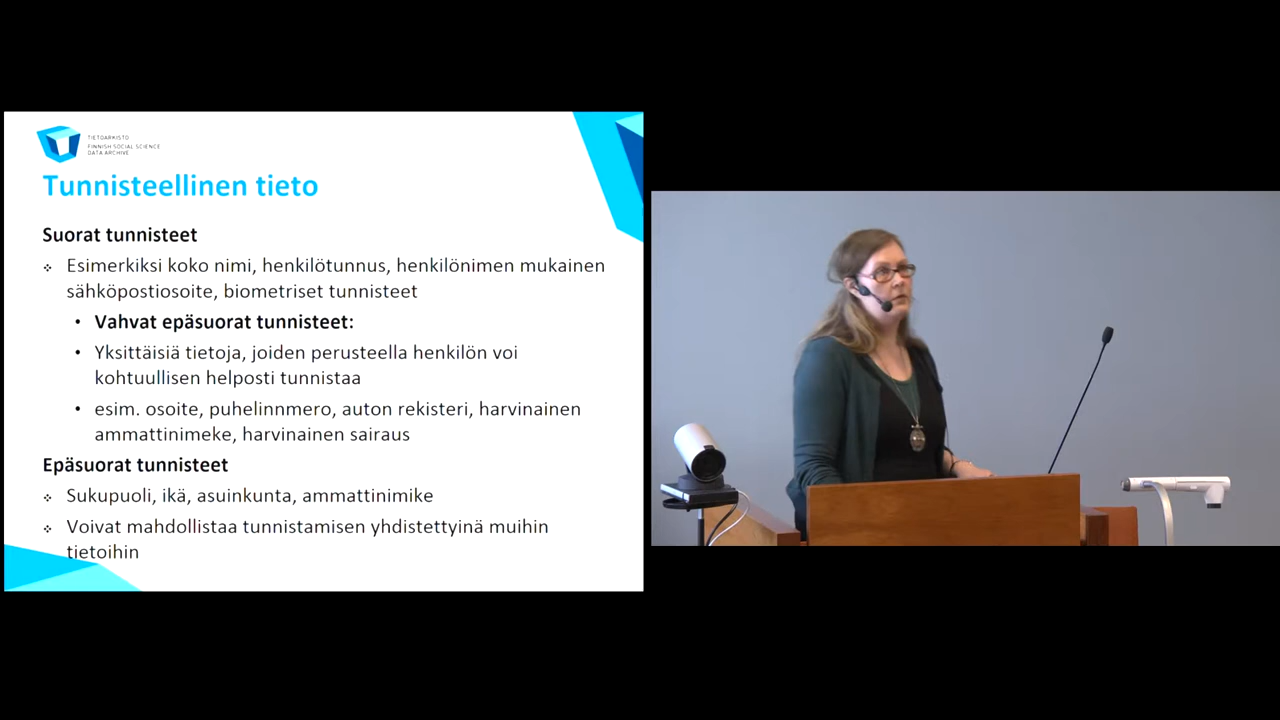 TIETOARKISTO
FINNISH SOCIAL SCIENCE
DATA ARCHIVE
Tunnisteellinen tieto
Suorat tunnisteet
Esimerkiksi koko nimi, henkilötunnus, henkilönimen mukainen
sähköpostiosoite, biometriset tunnisteet
• Vahvat epäsuorat tunnisteet:
• Yksittäisiä tietoja, joiden perusteella henkilön voi
kohtuullisen helposti tunnistaa
• esim. osoite, puhelinnmero, auton rekisteri, harvinainen
ammattinimeke, harvinainen sairaus
Epäsuorat tunnisteet
Sukupuoli, ikä, asuinkunta, ammattinimike
Voivat mahdollistaa tunnistamisen yhdistettyinä muihin
tietoihin